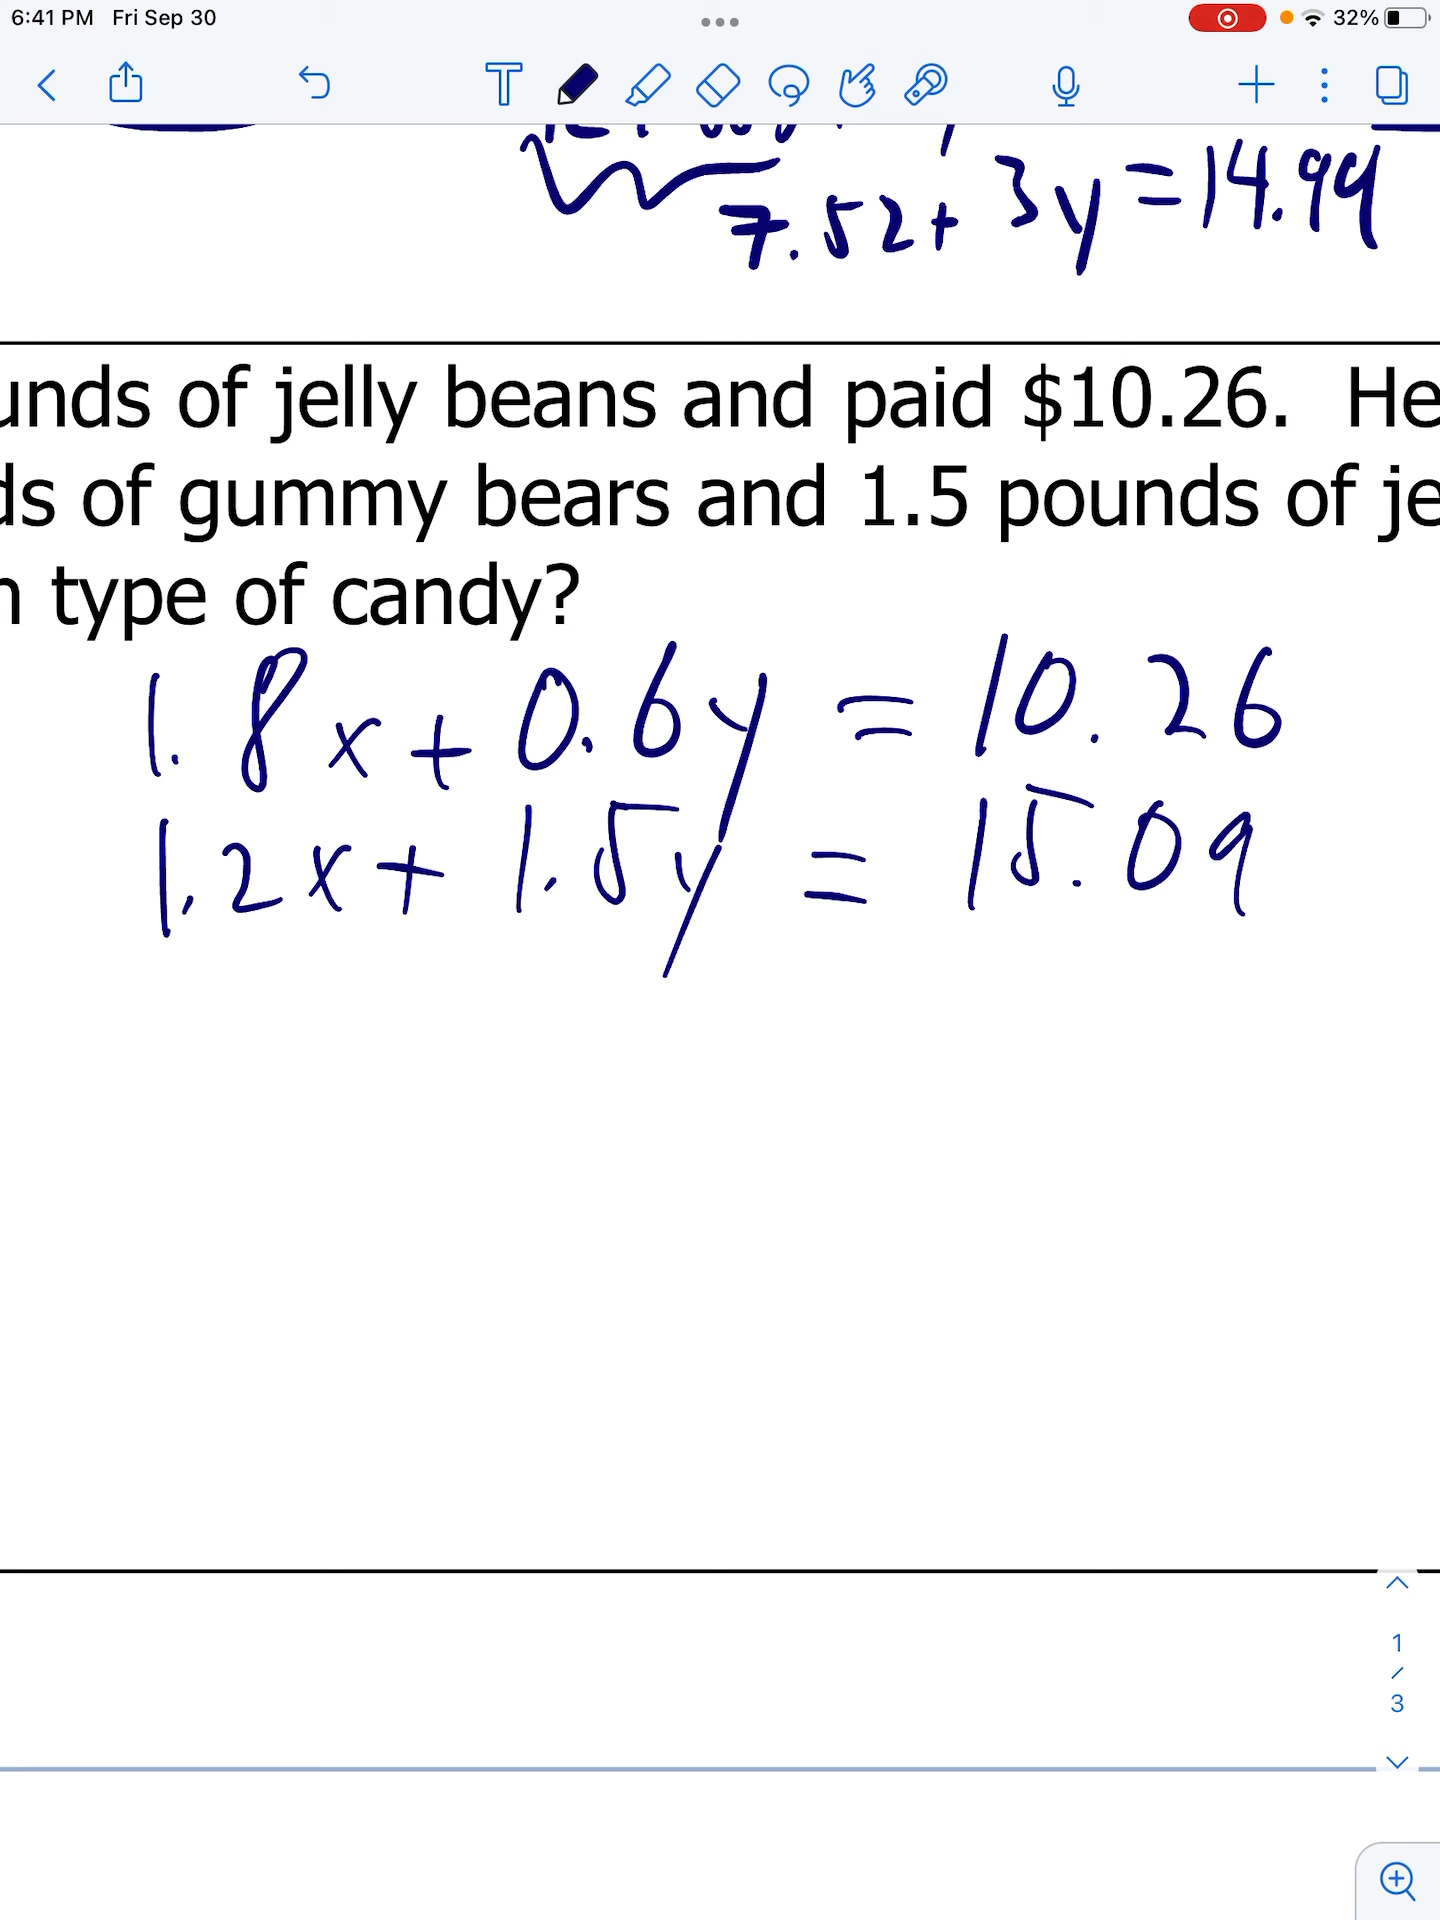 6:41 PM Fri Sep 30
32%
T
7.52+ 3y=14.99
unds of jelly beans and paid $10.26. He
ds of gummy bears and 1.5 pounds of je
type of candy?
1.8x+0.6y = 10.26
1.2x+1.5y = 15.09
1
/
3